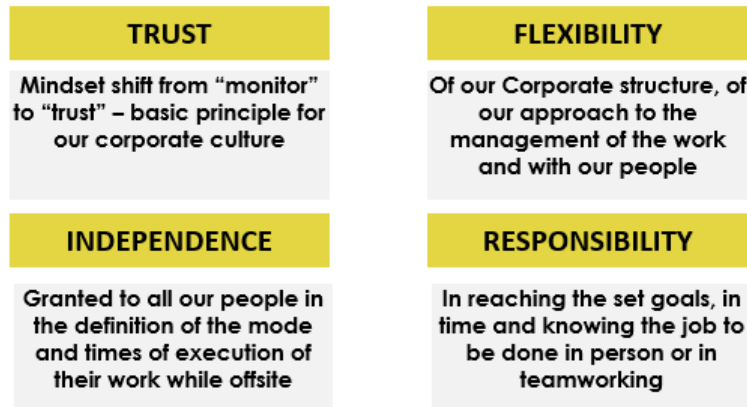 TRUST
Mindset shift from “monitor”
to “trust” – basic principle for
our corporate culture
FLEXIBILITY
Of our Corporate structure, of
our approach to the
management of the work
and with our people
INDEPENDENCE
Granted to all our people in
the definition of the mode
and times of execution of
their work while offsite
RESPONSIBILITY
In reaching the set goals, in
time and knowing the job to
be done in person or in
teamworking